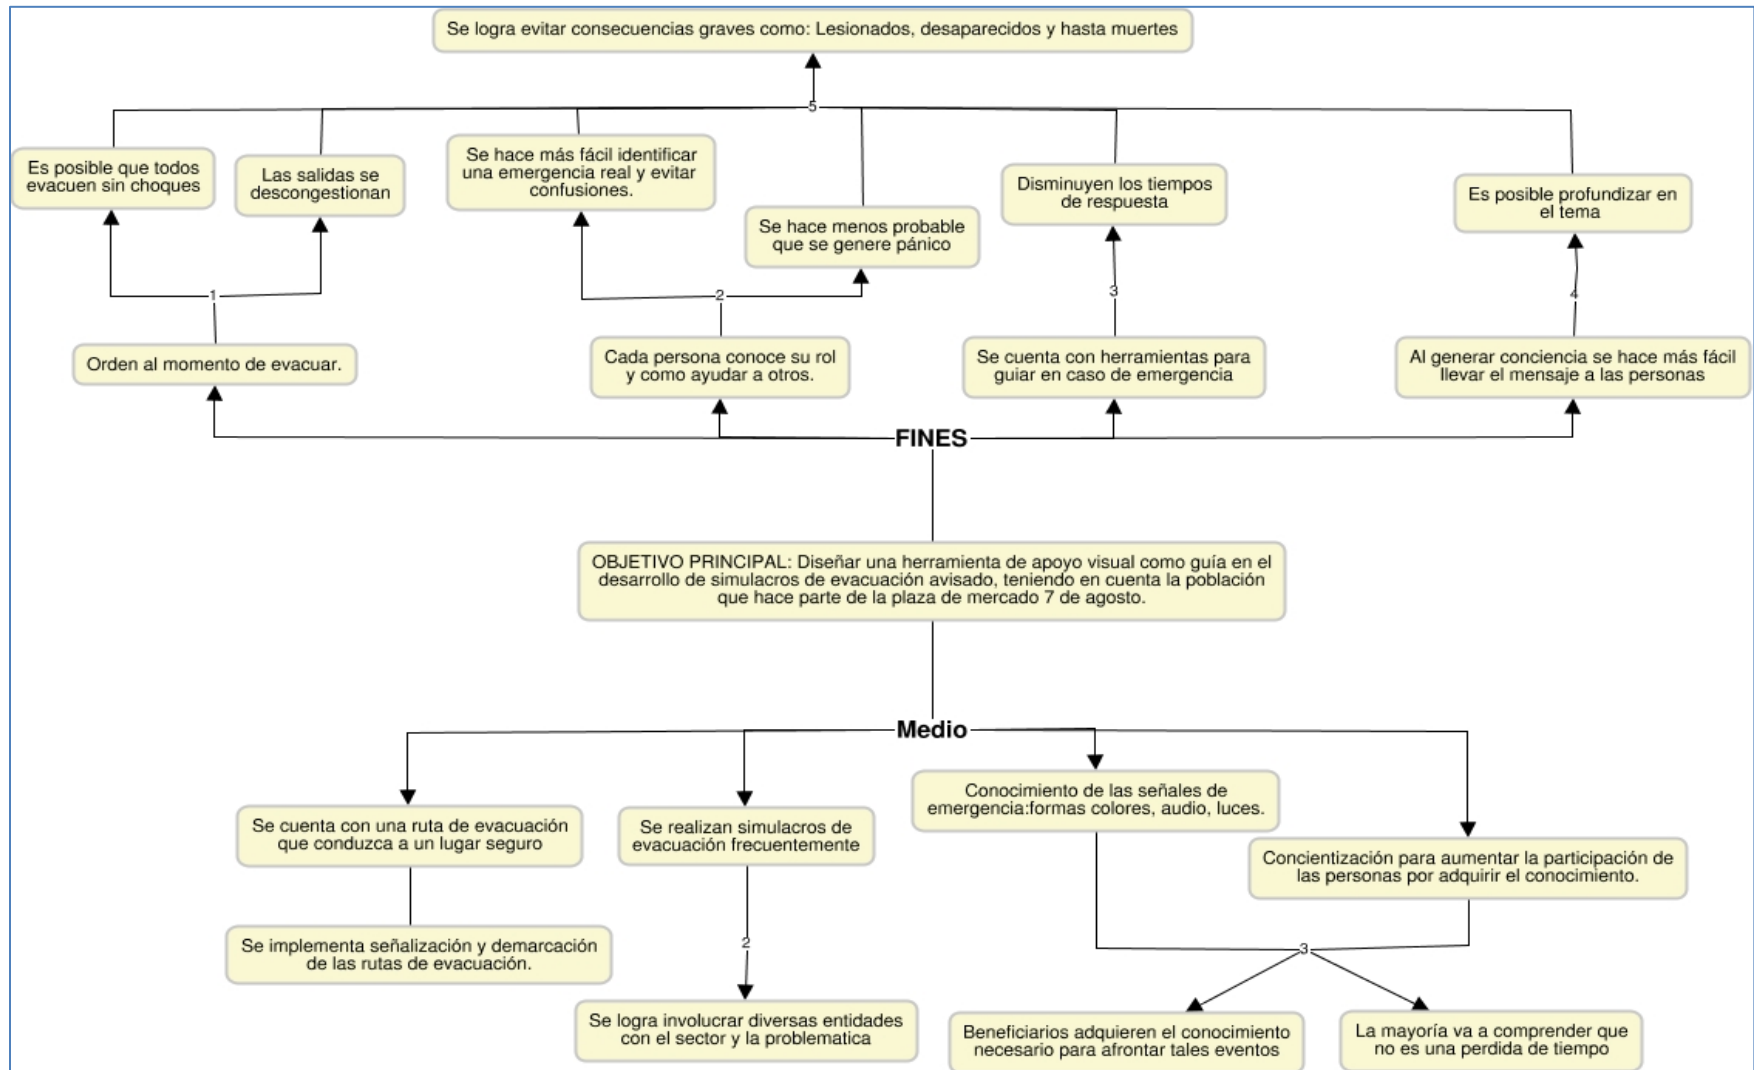 Se logra evitar consecuencias graves como: Lesionados, desaparecidos y hasta muertes
5
Es posible que todos
evacuen sin choques
Las salidas se
descongestionan
Se hace más fácil identificar
una emergencia real y evitar
confusiones.
Se hace menos probable
que se genere pánico
Disminuyen los tiempos
de respuesta
Es posible profundizar en
el tema
1
2
3
4
Orden al momento de evacuar.
Cada persona conoce su rol
y como ayudar a otros.
Se cuenta con herramientas para
guiar en caso de emergencia
Al generar conciencia se hace más fácil
llevar el mensaje a las personas
FINES
OBJETIVO PRINCIPAL: Diseñar una herramienta de apoyo visual como guía en el
desarrollo de simulacros de evacuación avisado, teniendo en cuenta la población
que hace parte de la plaza de mercado 7 de agosto.
Medio
Se cuenta con una ruta de evacuación
que conduzca a un lugar seguro
Se realizan simulacros de
evacuación frecuentemente
Conocimiento de las señales de
emergencia:formas colores, audio, luces.
Concientización para aumentar la participación de
las personas por adquirir el conocimiento.
Se implementa señalización y demarcación
de las rutas de evacuación.
2
3
Se logra involucrar diversas entidades
con el sector y la problematica
Beneficiarios adquieren el conocimiento
necesario para afrontar tales eventos
La mayoría va a comprender que
no es una perdida de tiempo